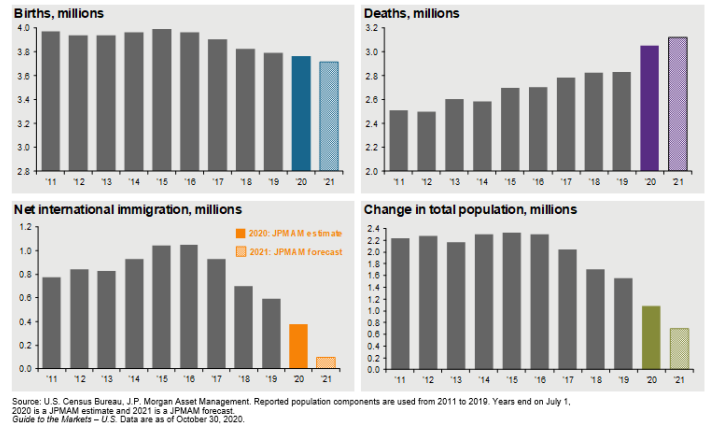 Births, millions
4.0
3.8
3.6
3.4
3.2
3.0
2.8
'11 '12 '13 '14 '15 '16 '17 '18 '19 '20 '21
Deaths, millions
3.2
3.0
2.8
2.6
2.4
2.2
2.0
'11 '12 '13 '14 '15 '16 '17 '18 '19 '20 '21
Net international immigration, millions
1.2
1.0
0.8
0.6
0.4
0.2
0.0
2020: JPMAM estimate
2021: JPMAM forecast
'11 '12 '13 '14 '15 '16 '17 '18 '19 '20 '21
Change in total population, millions
2.4
2.2
2.0
1.8
1.6
1.4
1.2
1.0
0.8
0.6
0.4
0.2
0.0
'11 '12 '13 '14 '15 '16 '17 '18 '19 '20 '21
Source: U.S. Census Bureau, J.P. Morgan Asset Management. Reported population components are used from 2011 to 2019. Years end on July 1,
2020 is a JPMAM estimate and 2021 is a JPMAM forecast.
Guide to the Markets – U.S. Data are as of October 30, 2020.